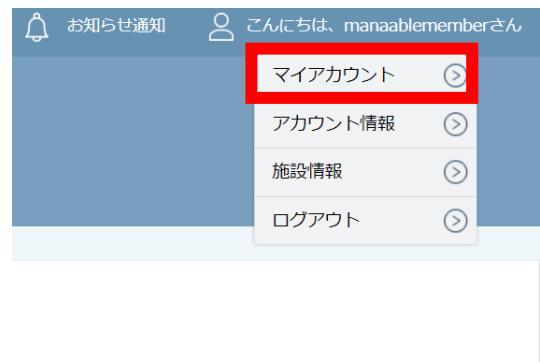 お知らせ通知 こんにちは、manaablememberさん
マイアカウント
アカウント情報
施設情報
ログアウト